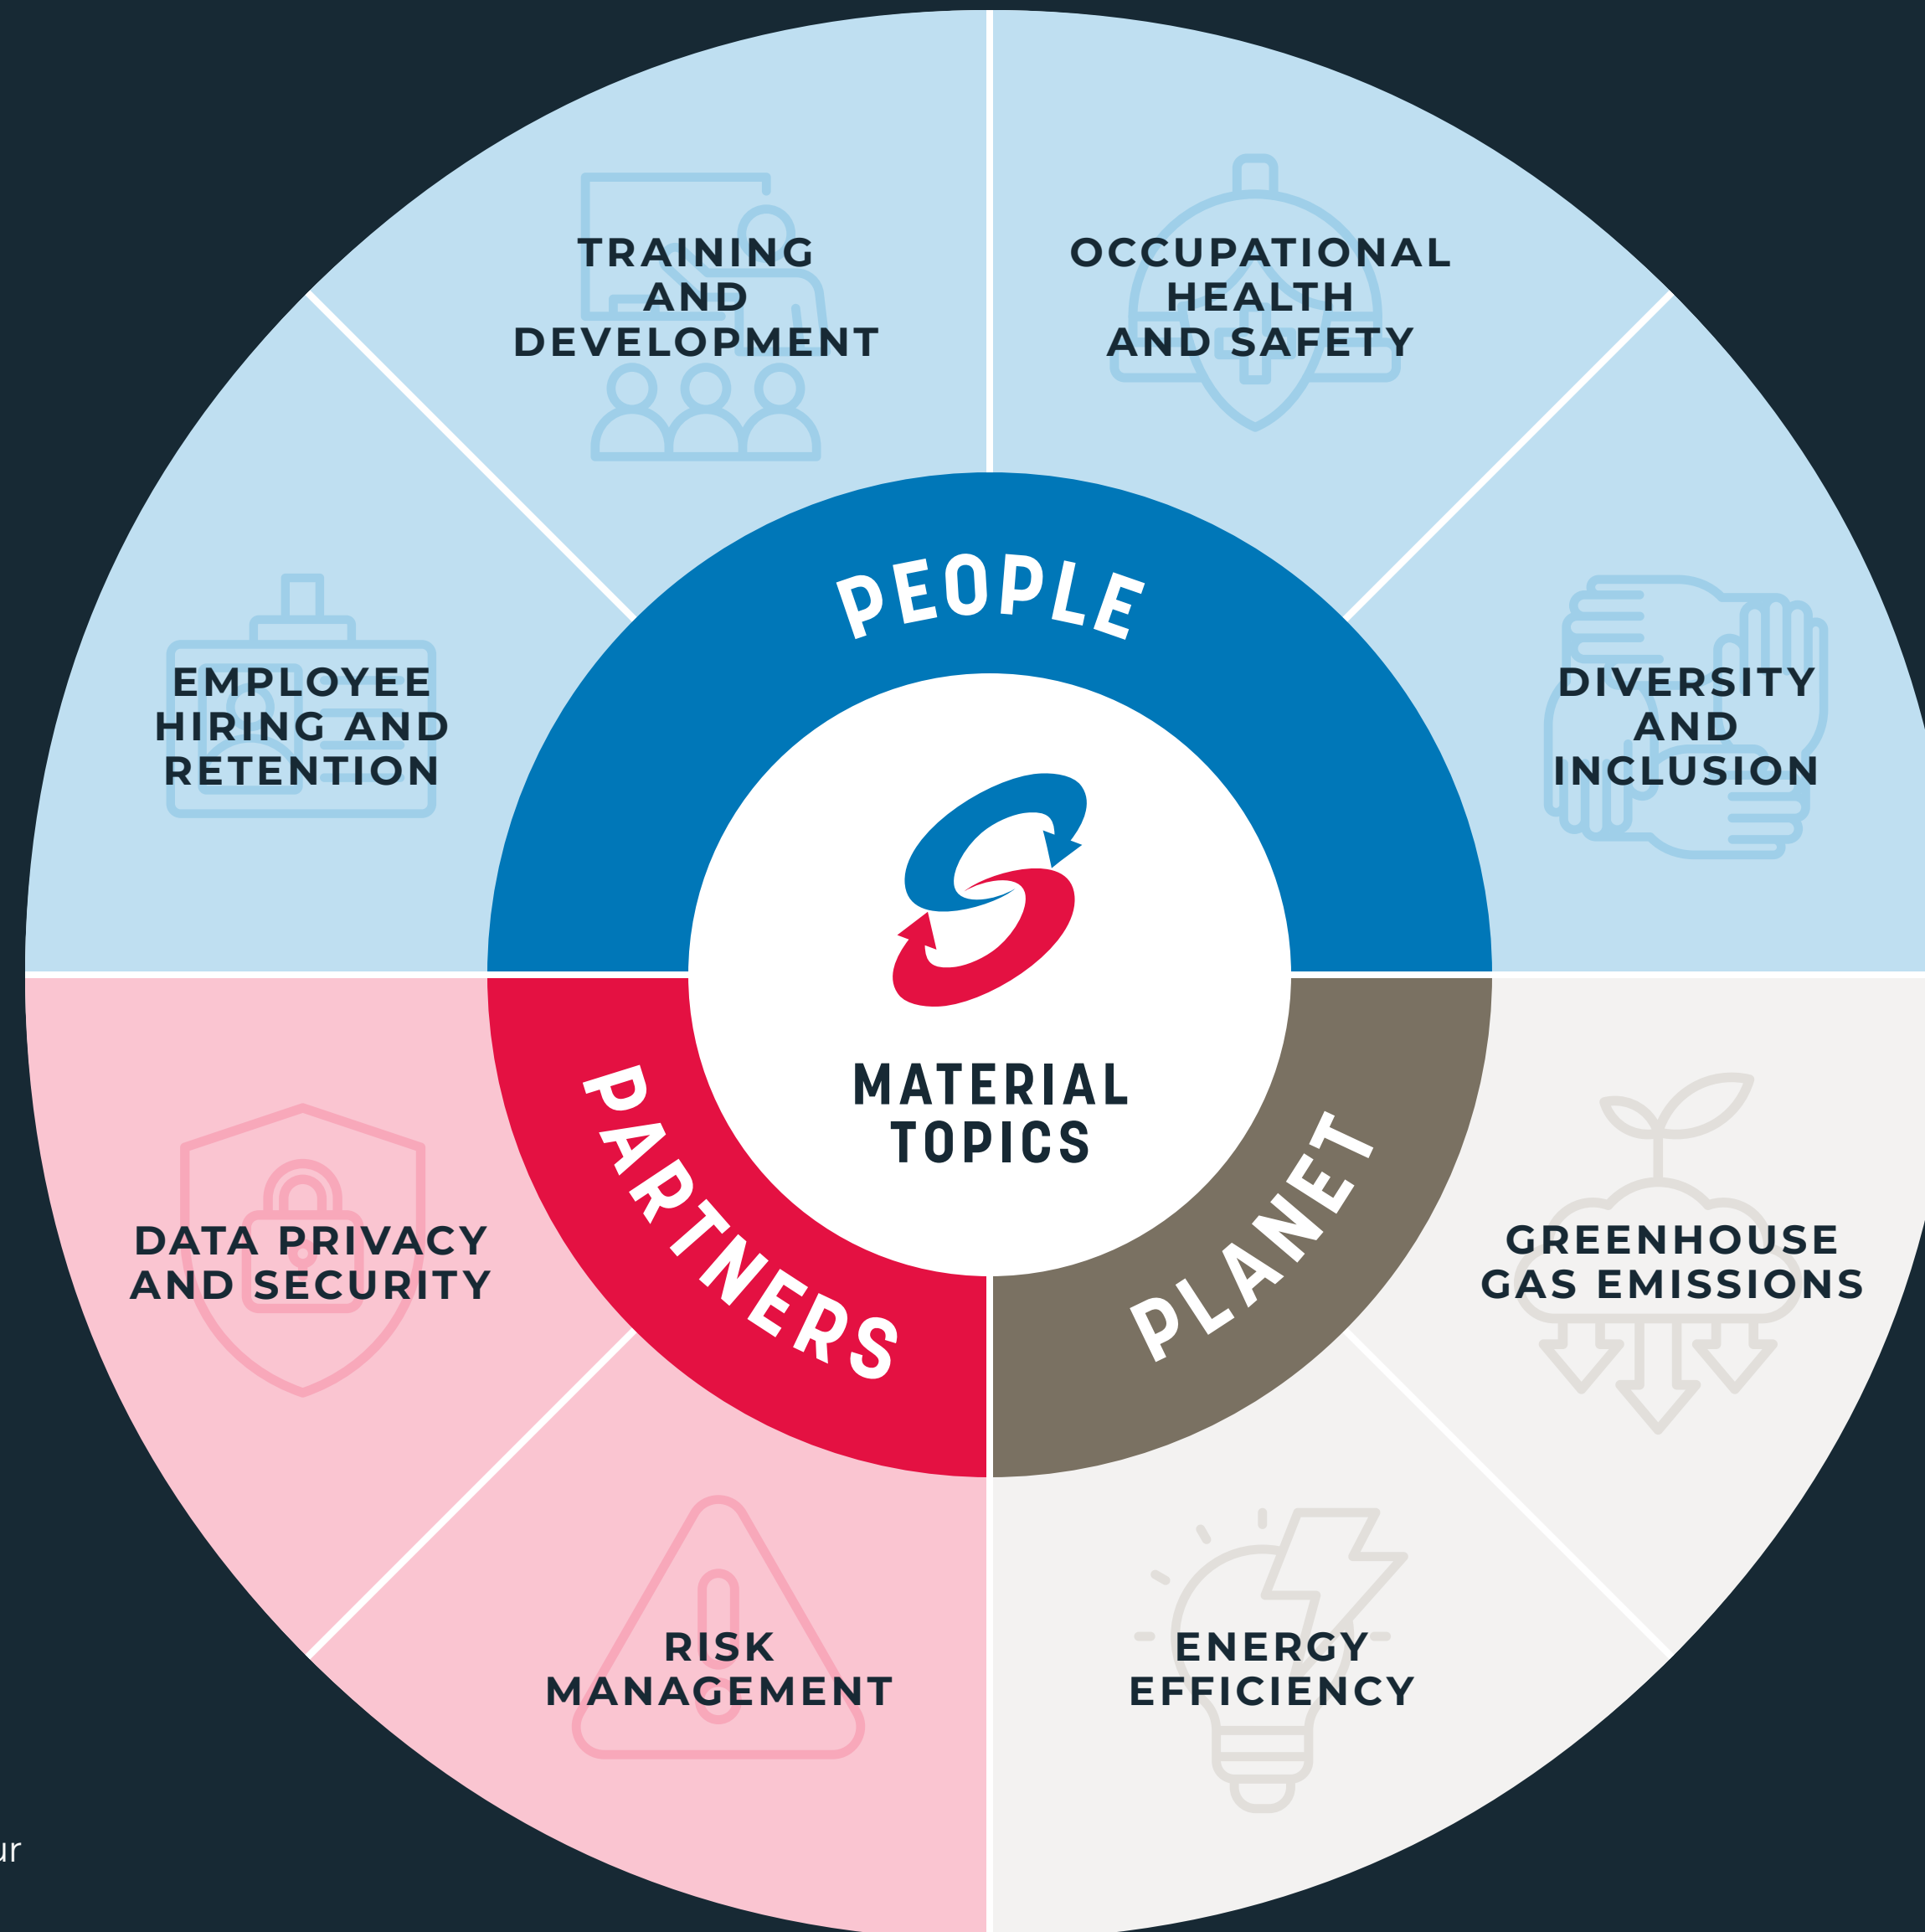 TRAINING
AND
DEVELOPMENT
OCCUPATIONAL
HEALTH
AND SAFETY
EMPLOYEE
HIRING AND
RETENTION
PEOPLE
DIVERSITY
AND
INCLUSION
MATERIAL
TOPICS
PARTNERS
PLANET
DATA PRIVACY
AND SECURITY
GREENHOUSE
GAS EMISSIONS
RISK
MANAGEMENT
ENERGY
EFFICIENCY